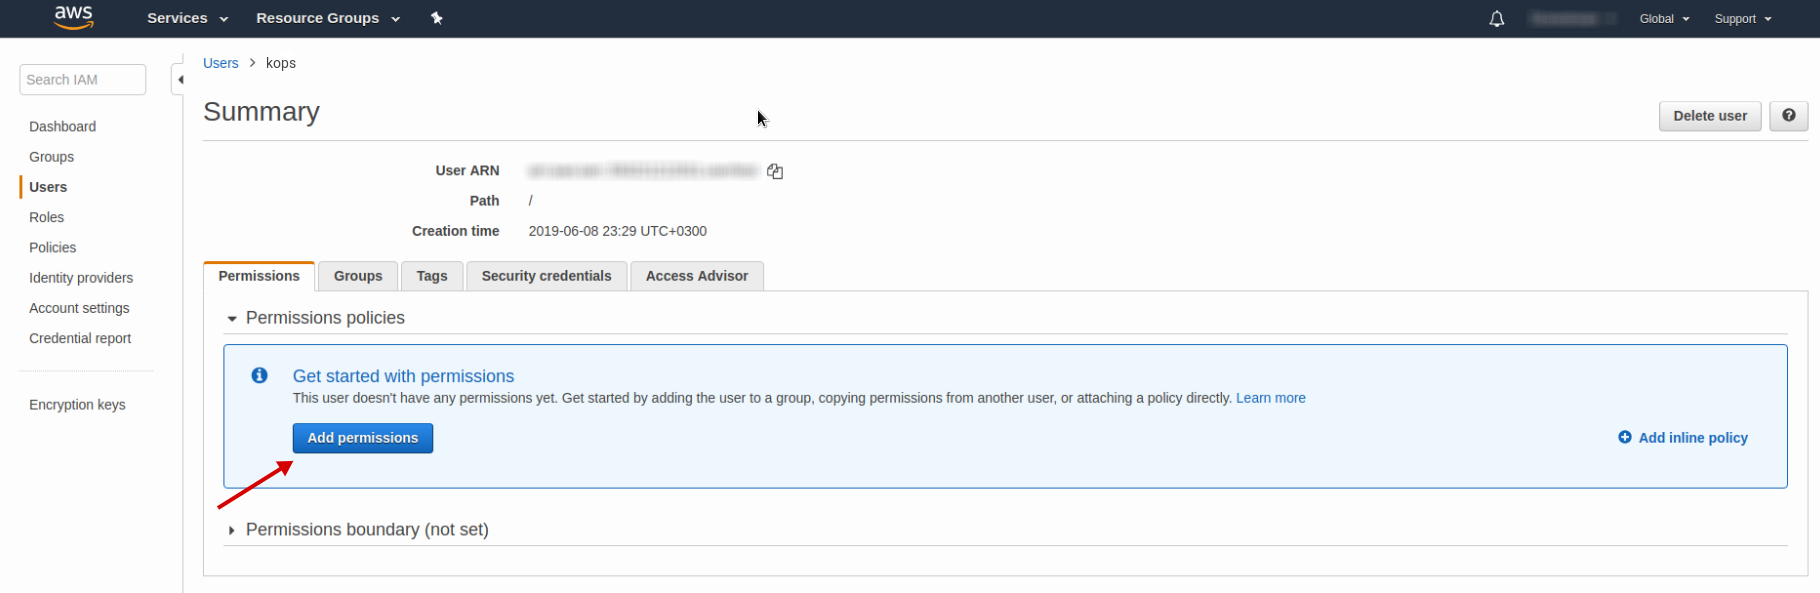 aws Services Resource Groups Global Support
Search IAM
Dashboard
Groups
Users
Roles
Policies
Identity providers
Account settings
Credential report
Encryption keys
Users > kops
Summary
Delete user
User ARN
Path /
Creation time 2019-06-08 23:29 UTC+0300
Permissions Groups Tags Security credentials Access Advisor
Permissions policies
Get started with permissions
This user doesn't have any permissions yet. Get started by adding the user to a group, copying permissions from another user, or attaching a policy directly. Learn more
Add permissions
Add inline policy
Permissions boundary (not set)